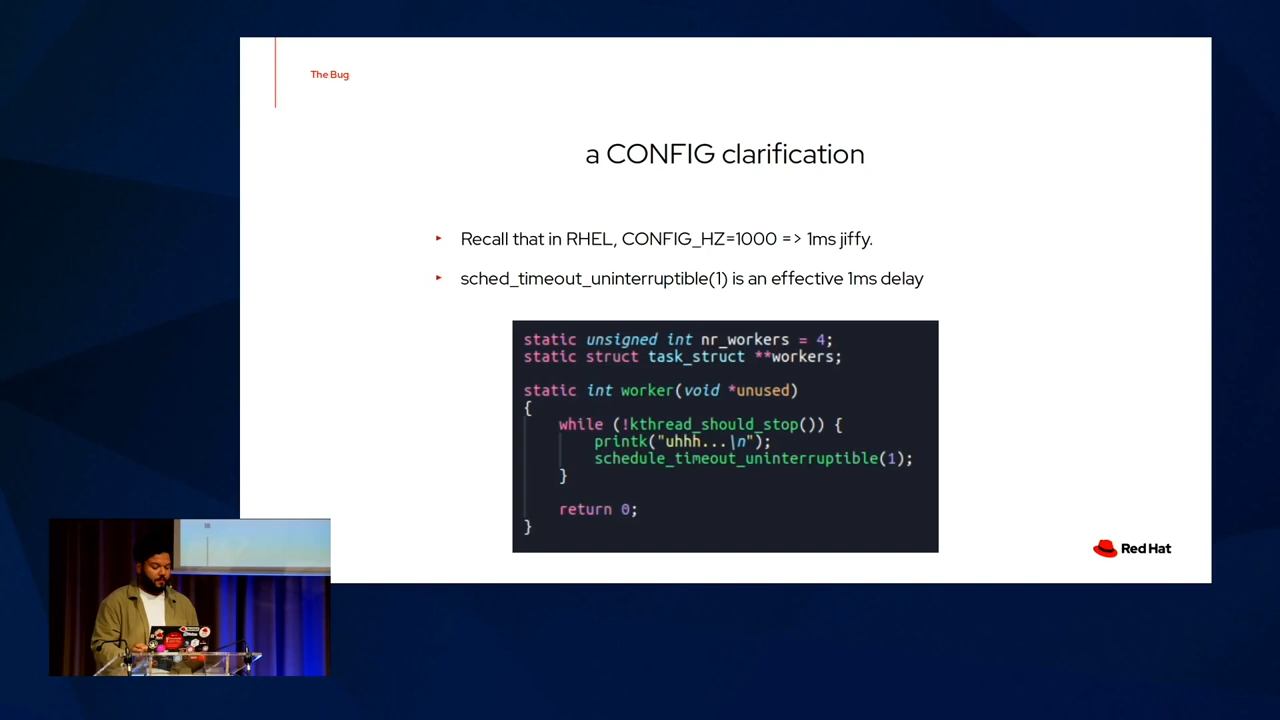 The Bug
a CONFIG clarification
‣ Recall that in RHEL, CONFIG_HZ=1000 => 1ms jiffy.
‣ sched_timeout_uninterruptible(1) is an effective 1ms delay
static unsigned int nr_workers = 4;
static struct task_struct **workers;
static int worker(void *unused)
{
while (!kthread_should_stop()) {
printk("uhhh...\n");
schedule_timeout_uninterruptible(1);
}
return 0;
}
Red Hat